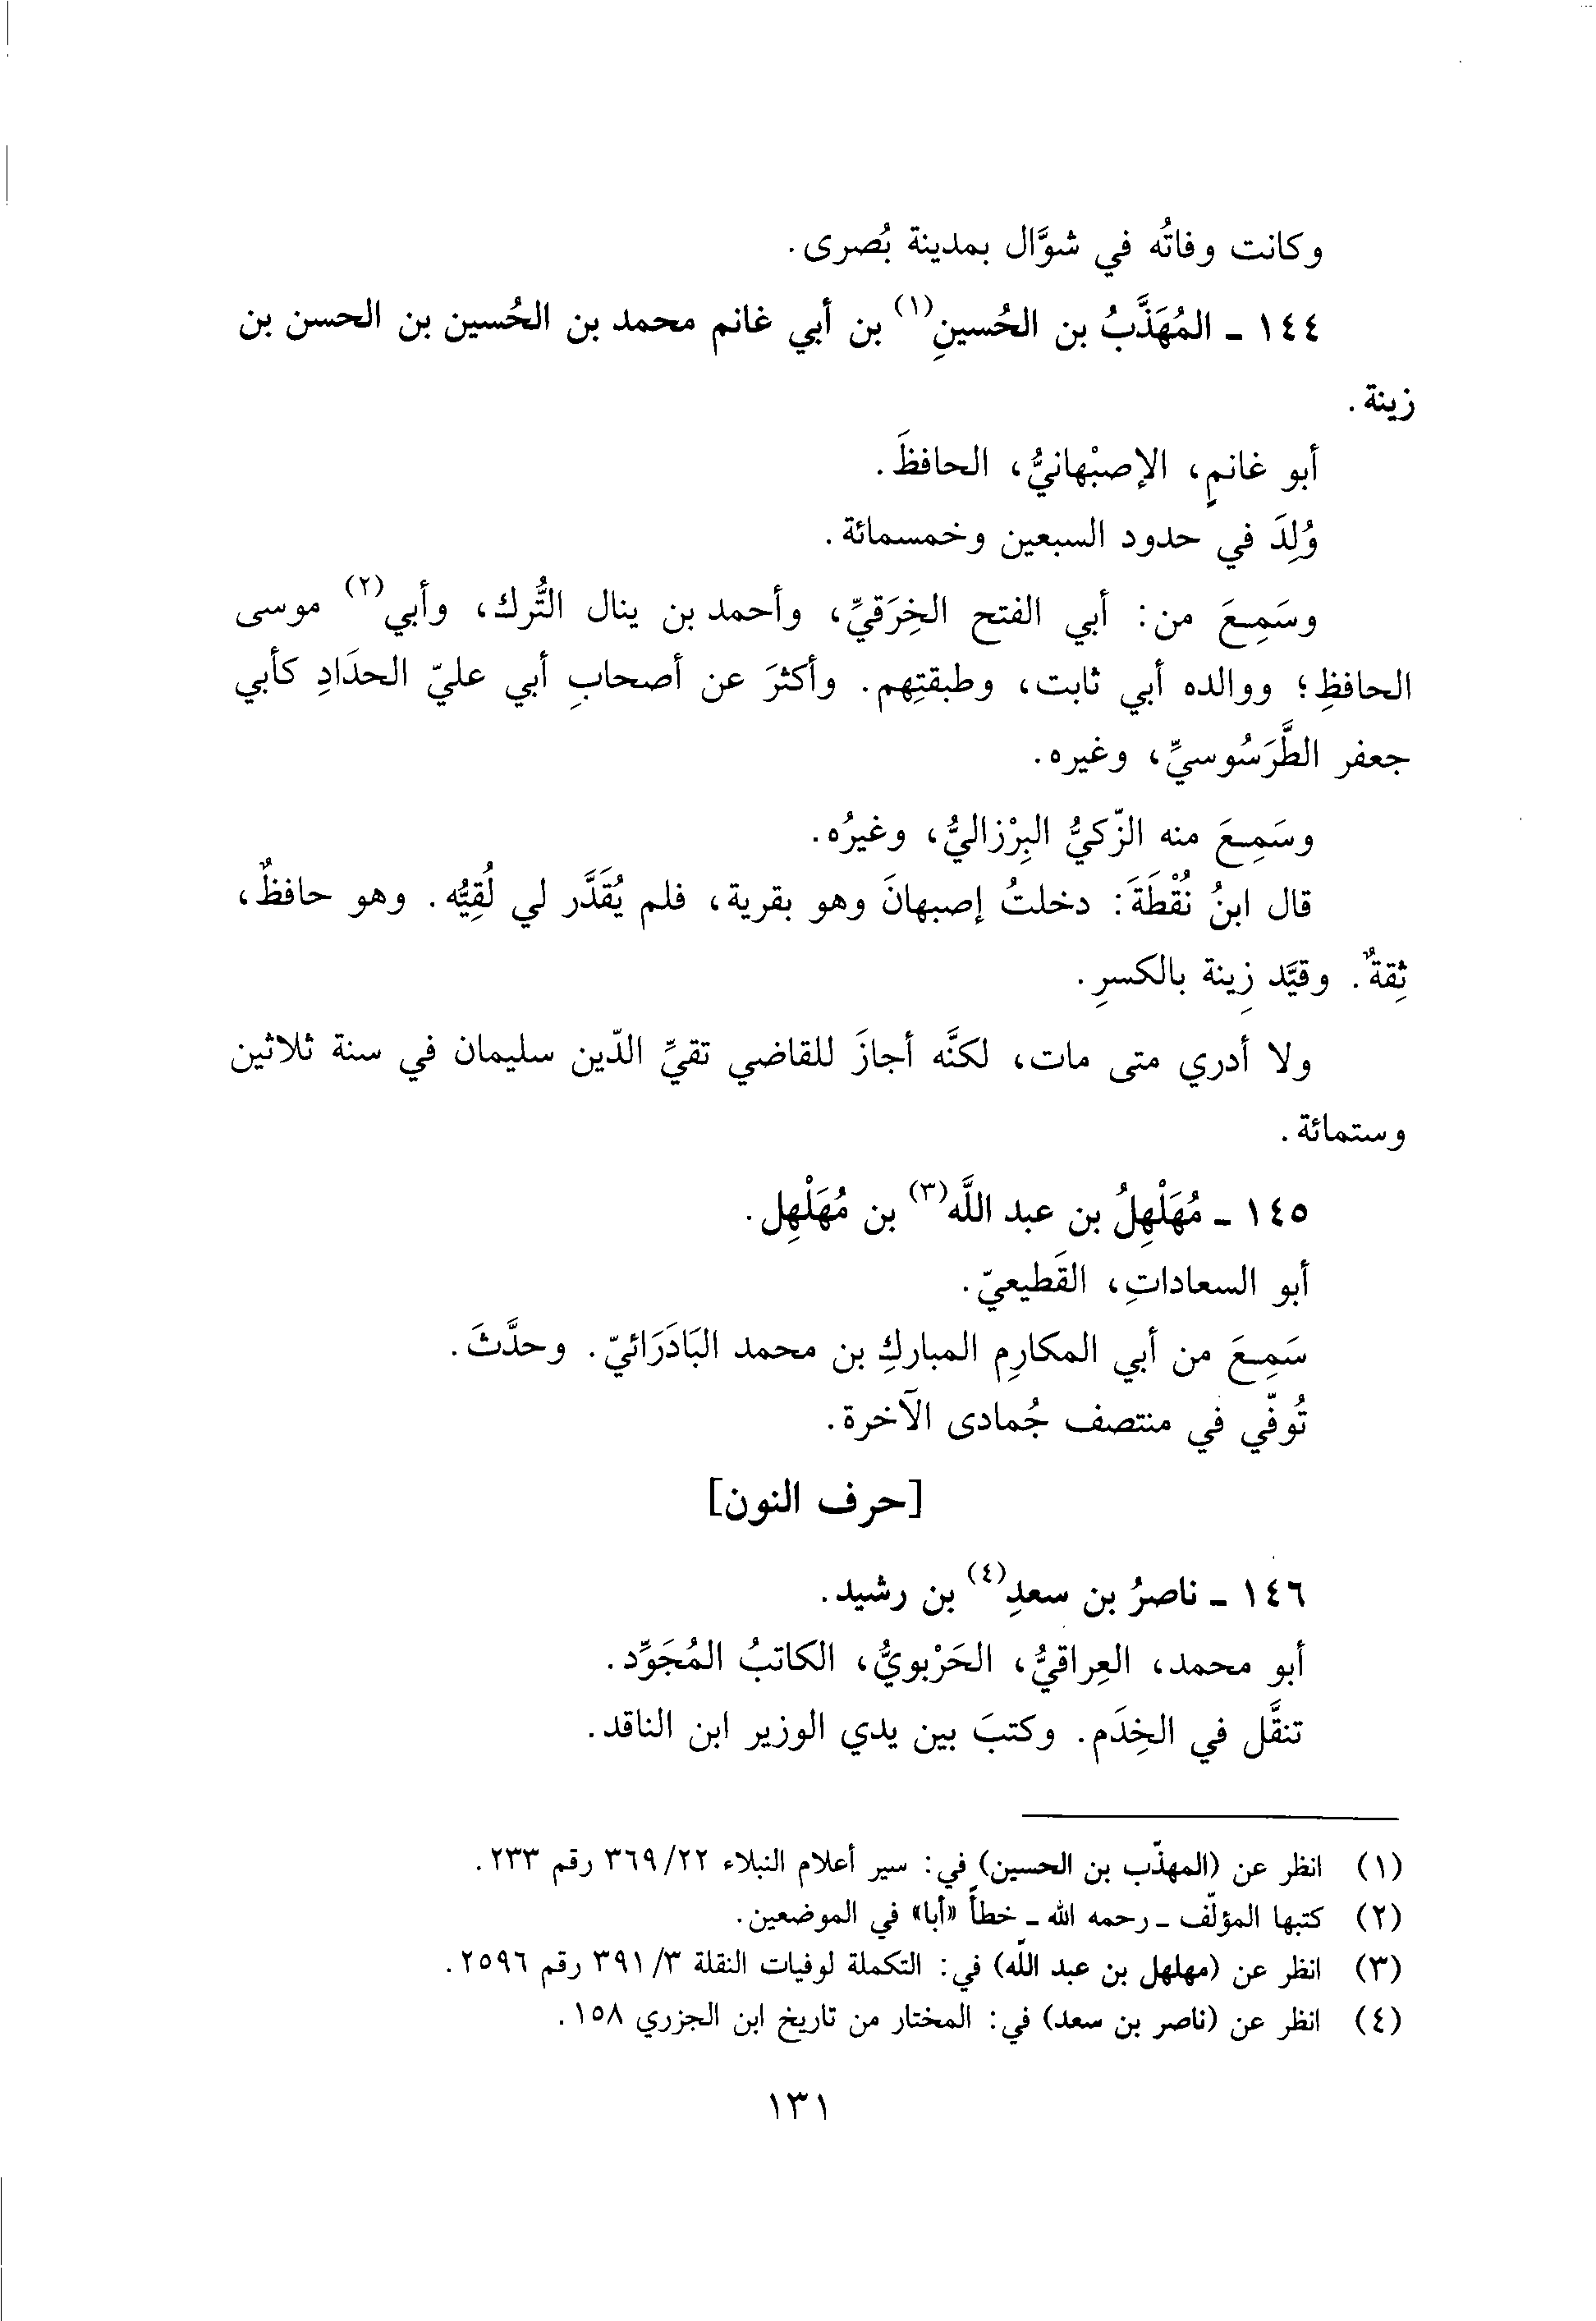 وكانت وفاتُه في شوَّال بمدينة بُصرى.
١٤٤ ـ المُهَذَّبُ بن الحُسينِ(١) بن أبي غانم محمد بن الحُسين بن الحسن بن
زينة.
أبو غانمٍ، الإصبْهانيُّ، الحافظَ.
وُلِدَ في حدود السبعين وخمسمائة.
وسَمِعَ من: أبي الفتح الخِرَقيِّ، وأحمد بن ينال التُّرك، وأبي(٢) موسى
الحافظِ؛ ووالده أبي ثابت، وطبقتِهم. وأكثرَ عن أصحابِ أبي عليّ الحدَادِ كأبي
جعفر الطَّرَسُوسيِّ، وغيره.
وسَمِعَ منه الزّكيُّ البِرْزاليُّ، وغيرُه.
قال ابنُ نُقْطَةَ: دخلتُ إصبهانَ وهو بقرية، فلم يُقَدَّر لي لُقِيُّه. وهو حافظٌ،
ثِقةٌ. وقيَّد زِينة بالكسرِ.
ولا أدري متى مات، لكنَّه أجازَ للقاضي تقيِّ الدّين سليمان في سنة ثلاثين
وستمائة.
١٤٥ ـ مُهَلْهِلُ بن عبد اللَّه(٣) بن مُهَلْهِل.
أبو السعاداتِ، القَطيعيّ.
سَمِعَ من أبي المكارِم المباركِ بن محمد البَادَرَائيّ. وحدَّثَ.
تُوفّي في منتصف جُمادى الآخرة.
[حرف النون]
١٤٦ ـ ناصرُ بن سعدِ(٤) بن رشيد.
أبو محمد، العِراقيُّ، الحَرْبويُّ، الكاتبُ المُجَوِّد.
تنقَّل في الخِدَم. وكتبَ بين يدي الوزير ابن الناقد.
(١) انظر عن (المهذّب بن الحسين) في: سير أعلام النبلاء ٣٦٩/٢٢ رقم ٢٣٣.
(٢) كتبها المؤلّف ـ رحمه الله ـ خطأً «أبا» في الموضعين.
(٣) انظر عن (مهلهل بن عبد اللَّه) في: التكملة لوفيات النقلة ٣٩١/٣ رقم ٢٥٩٦.
(٤) انظر عن (ناصر بن سعد) في: المختار من تاريخ ابن الجزري ١٥٨.
١٣١